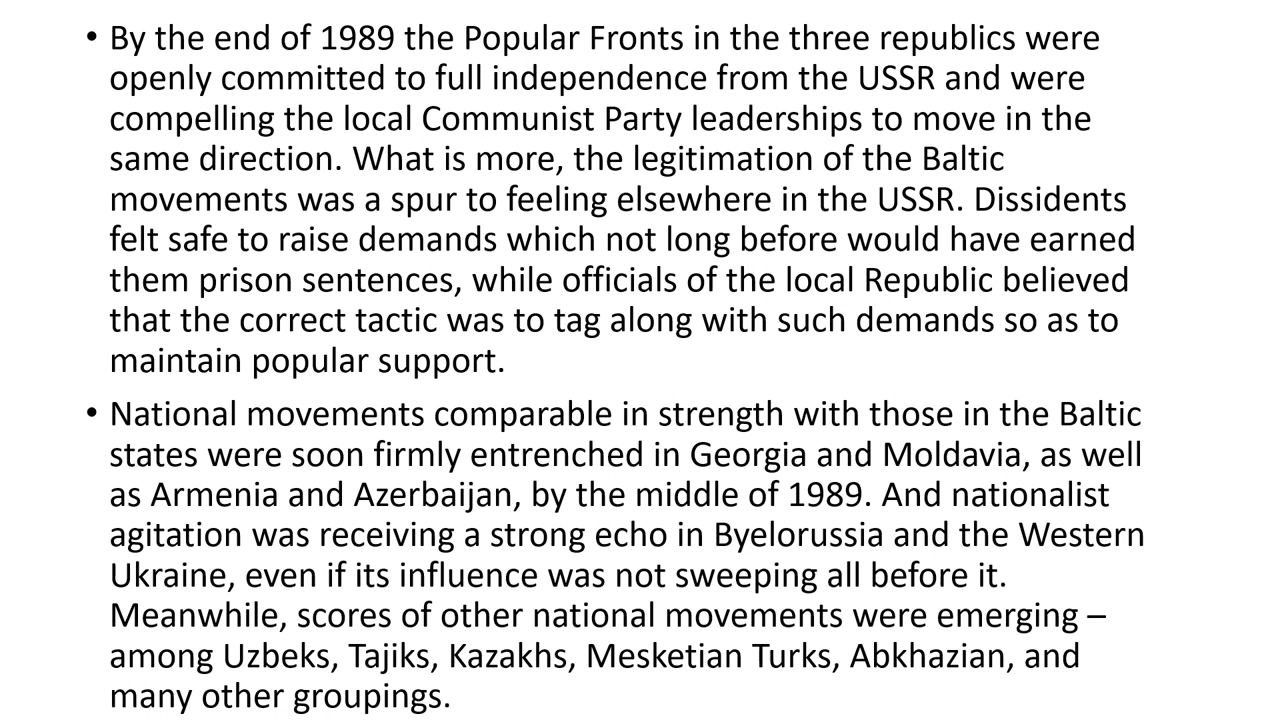 • By the end of 1989 the Popular Fronts in the three republics were
openly committed to full independence from the USSR and were
compelling the local Communist Party leaderships to move in the
same direction. What is more, the legitimation of the Baltic
movements was a spur to feeling elsewhere in the USSR. Dissidents
felt safe to raise demands which not long before would have earned
them prison sentences, while officials of the local Republic believed
that the correct tactic was to tag along with such demands so as to
maintain popular support.
• National movements comparable in strength with those in the Baltic
states were soon firmly entrenched in Georgia and Moldavia, as well
as Armenia and Azerbaijan, by the middle of 1989. And nationalist
agitation was receiving a strong echo in Byelorussia and the Western
Ukraine, even if its influence was not sweeping all before it.
Meanwhile, scores of other national movements were emerging –
among Uzbeks, Tajiks, Kazakhs, Mesketian Turks, Abkhazian, and
many other groupings.